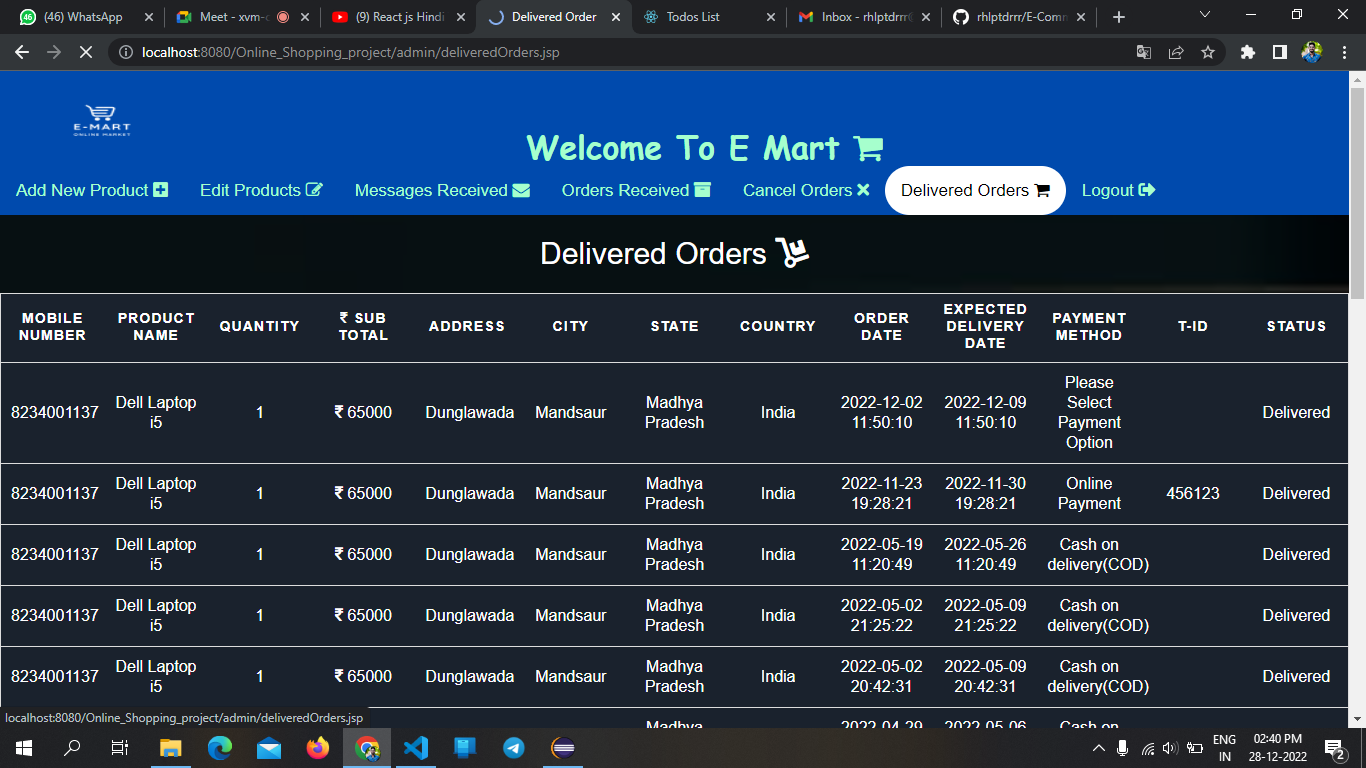 46 (46) WhatsApp
Meet - xvm-c
(9) React js Hindi
Delivered Order
Todos List
Inbox - rhlptdrrr
rhlptdrrr/E-Comm
localhost:8080/Online_Shopping_project/admin/deliveredOrders.jsp
E-MART
ONLINE MARKET
Welcome To E Mart
Add New Product
Edit Products
Messages Received
Orders Received
Cancel Orders
Delivered Orders
Logout
Delivered Orders
MOBILE NUMBER PRODUCT NAME QUANTITY ₹ SUB TOTAL ADDRESS CITY STATE COUNTRY ORDER DATE EXPECTED DELIVERY DATE PAYMENT METHOD T-ID STATUS
8234001137 Dell Laptop i5 1 ₹ 65000 Dunglawada Mandsaur Madhya Pradesh India 2022-12-02 11:50:10 2022-12-09 11:50:10 Please Select Payment Option Delivered
8234001137 Dell Laptop i5 1 ₹ 65000 Dunglawada Mandsaur Madhya Pradesh India 2022-11-23 19:28:21 2022-11-30 19:28:21 Online Payment 456123 Delivered
8234001137 Dell Laptop i5 1 ₹ 65000 Dunglawada Mandsaur Madhya Pradesh India 2022-05-19 11:20:49 2022-05-26 11:20:49 Cash on delivery(COD) Delivered
8234001137 Dell Laptop i5 1 ₹ 65000 Dunglawada Mandsaur Madhya Pradesh India 2022-05-02 21:25:22 2022-05-09 21:25:22 Cash on delivery(COD) Delivered
8234001137 Dell Laptop i5 1 ₹ 65000 Dunglawada Mandsaur Madhya Pradesh India 2022-05-02 20:42:31 2022-05-09 20:42:31 Cash on delivery(COD) Delivered
Madhya 2022-04-29 2022-05-06 Cash on
localhost:8080/Online_Shopping_project/admin/deliveredOrders.jsp
ENG
IN
02:40 PM
28-12-2022
2